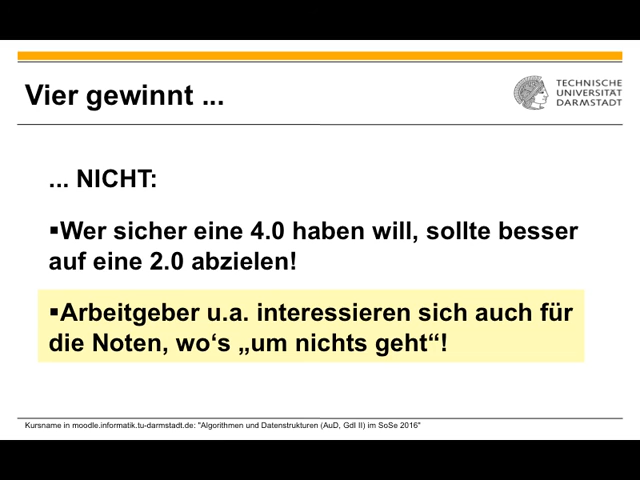 Vier gewinnt ...
TECHNISCHE
UNIVERSITÄT
DARMSTADT
... NICHT:
▪Wer sicher eine 4.0 haben will, sollte besser
auf eine 2.0 abzielen!
▪Arbeitgeber u.a. interessieren sich auch für
die Noten, wo‘s „um nichts geht“!
Kursname in moodle.informatik.tu-darmstadt.de: "Algorithmen und Datenstrukturen (AuD, GdI II) im SoSe 2016"